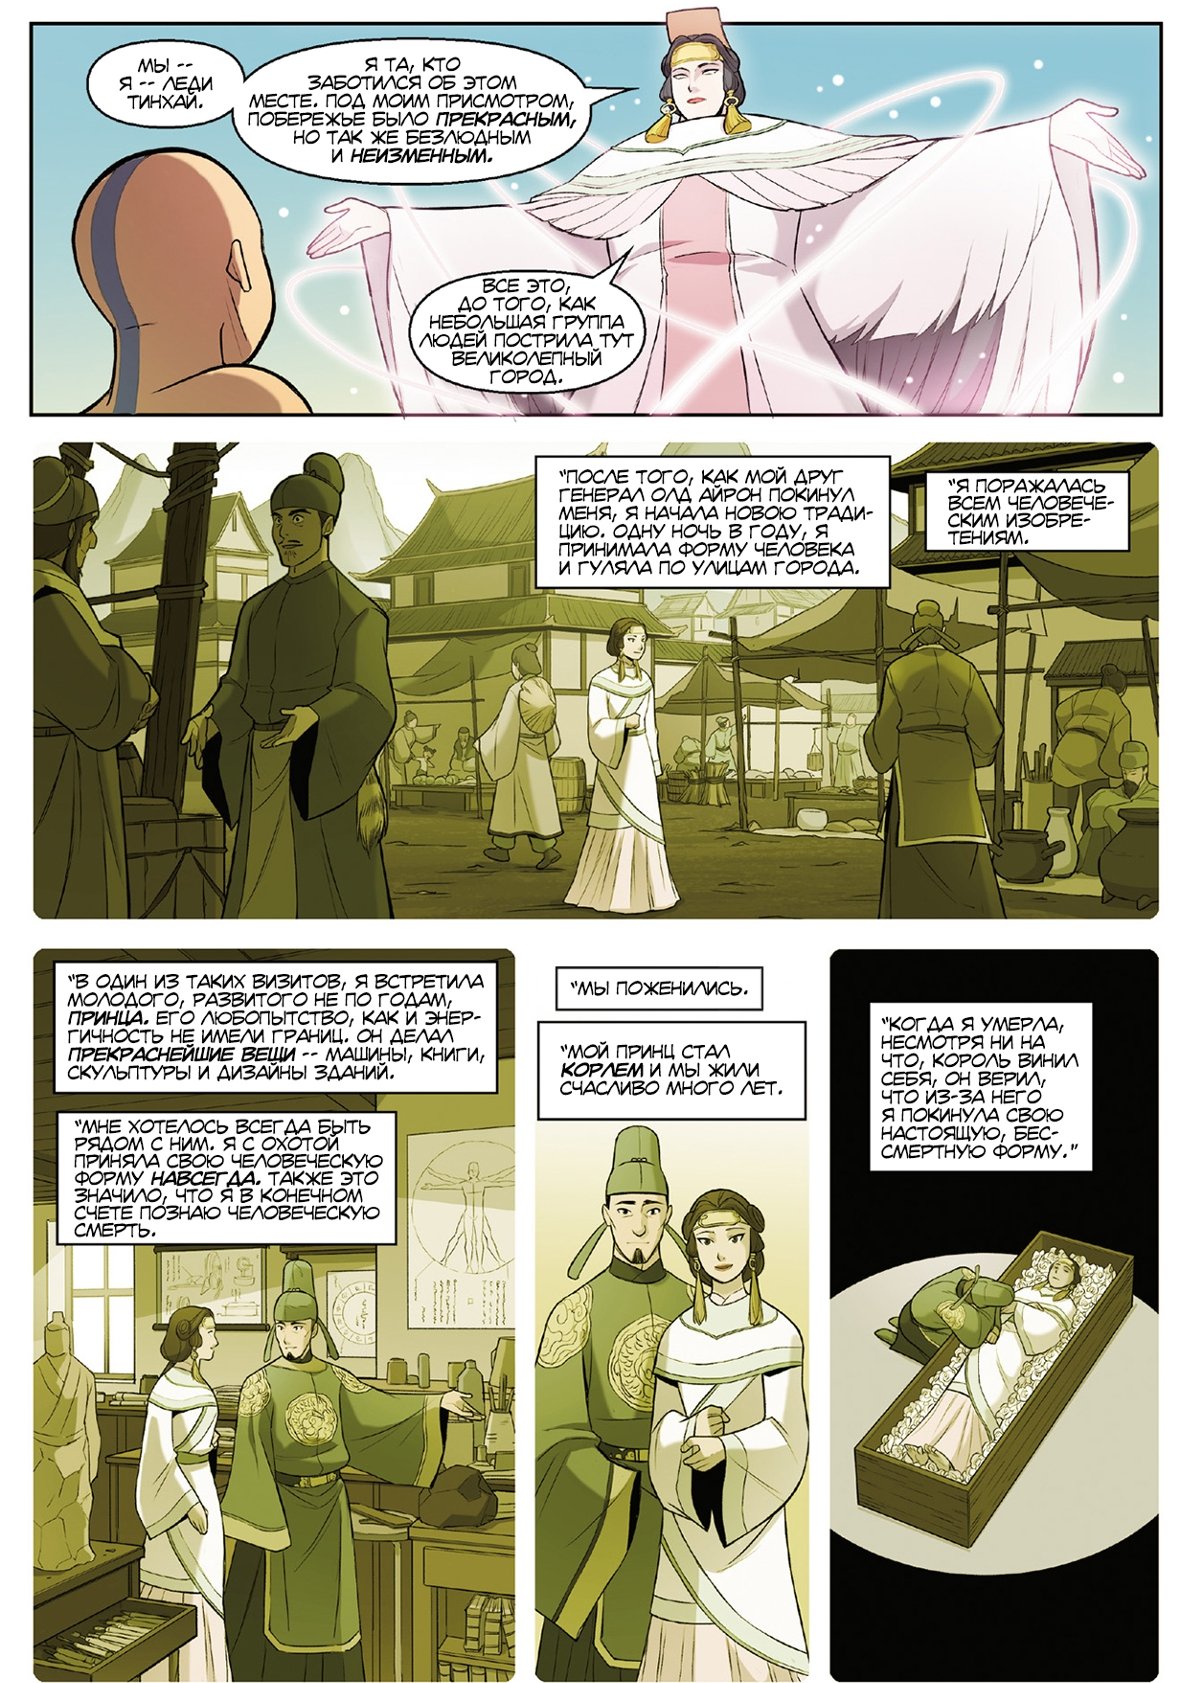 МЫ --
Я -- ЛЕДИ
ТИНХАЙ.
Я ТА, КТО
ЗАБОТИЛСЯ ОБ ЭТОМ
МЕСТЕ. ПОД МОИМ ПРИСМОТРОМ,
ПОБЕРЕЖЬЕ БЫЛО ПРЕКРАСНЫМ,
НО ТАК ЖЕ БЕЗЛЮДНЫМ
И НЕИЗМЕННЫМ.
ВСЕ ЭТО,
ДО ТОГО, КАК
НЕБОЛЬШАЯ ГРУППА
ЛЮДЕЙ ПОСТРИЛА ТУТ
ВЕЛИКОЛЕПНЫЙ
ГОРОД.
"ПОСЛЕ ТОГО, КАК МОЙ ДРУГ
ГЕНЕРАЛ ОЛД АЙРОН ПОКИНУЛ
МЕНЯ, Я НАЧАЛА НОВОЮ ТРАДИ-
ЦИЮ. ОДНУ НОЧЬ В ГОДУ, Я
ПРИНИМАЛА ФОРМУ ЧЕЛОВЕКА
И ГУЛЯЛА ПО УЛИЦАМ ГОРОДА.
"Я ПОРАЖАЛАСЬ
ВСЕМ ЧЕЛОВЕЧЕ-
СКИМ ИЗОБРЕ-
ТЕНИЯМ.
"В ОДИН ИЗ ТАКИХ ВИЗИТОВ, Я ВСТРЕТИЛА
МОЛОДОГО, РАЗВИТОГО НЕ ПО ГОДАМ,
ПРИНЦА. ЕГО ЛЮБОПЫТСТВО, КАК И ЭНЕР-
ГИЧНОСТЬ НЕ ИМЕЛИ ГРАНИЦ. ОН ДЕЛАЛ
ПРЕКРАСНЕЙШИЕ ВЕЩИ -- МАШИНЫ, КНИГИ,
СКУЛЬПТУРЫ И ДИЗАЙНЫ ЗДАНИЙ.
"МНЕ ХОТЕЛОСЬ ВСЕГДА БЫТЬ
РЯДОМ С НИМ. Я С ОХОТОЙ
ПРИНЯЛА СВОЮ ЧЕЛОВЕЧЕСКУЮ
ФОРМУ НАВСЕГДА. ТАКЖЕ ЭТО
ЗНАЧИЛО, ЧТО Я В КОНЕЧНОМ
СЧЕТЕ ПОЗНАЮ ЧЕЛОВЕЧЕСКУЮ
СМЕРТЬ.
"МЫ ПОЖЕНИЛИСЬ.
"МОЙ ПРИНЦ СТАЛ
КОРЛЕМ И МЫ ЖИЛИ
СЧАСЛИВО МНОГО ЛЕТ.
"КОГДА Я УМЕРЛА,
НЕСМОТРЯ НИ НА
ЧТО, КОРОЛЬ ВИНИЛ
СЕБЯ, ОН ВЕРИЛ,
ЧТО ИЗ-ЗА НЕГО
Я ПОКИНУЛА СВОЮ
НАСТОЯЩУЮ, БЕС-
СМЕРТНУЮ ФОРМУ."